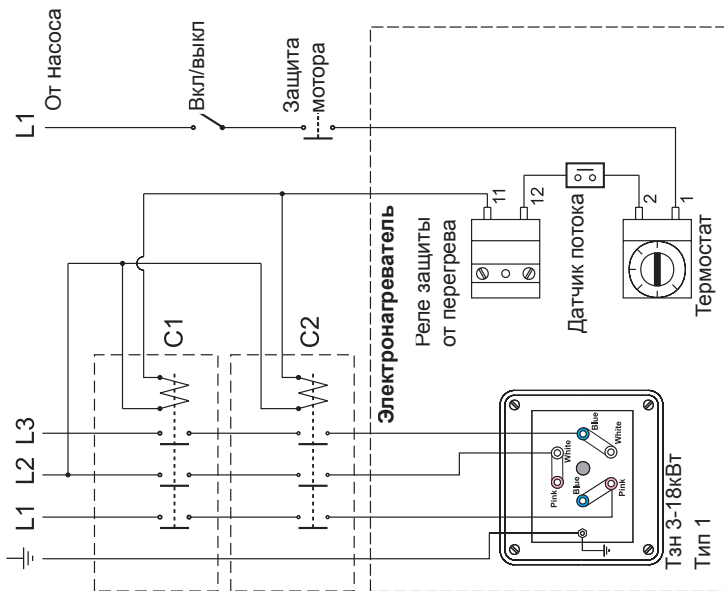 L1
От насоса
Вкл/выкл
Защита
мотора
L3
L2
L1
C1
C2
Электронагреватель
Реле защиты
от перегрева
11
12
Датчик потока
2
1
Термостат
Blue
White
White
Pink
Blue
Pink
Тэн 3-18кВт
Тип 1